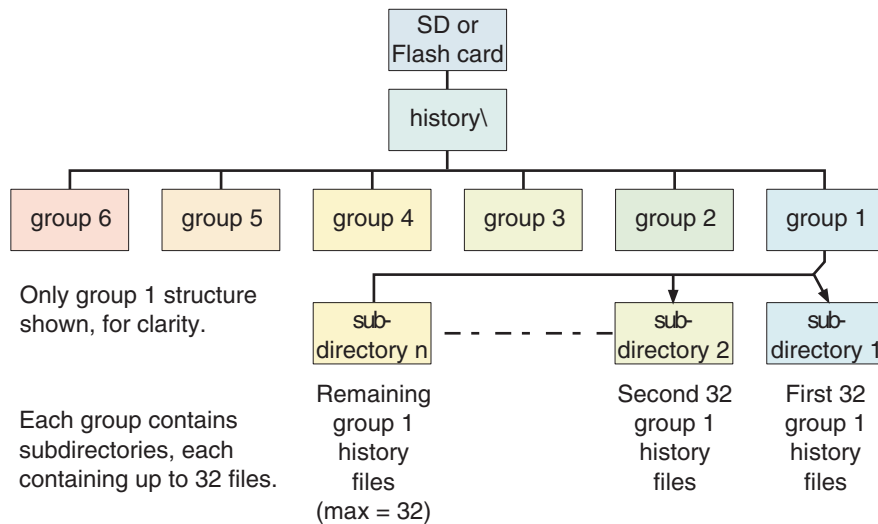 SD or
Flash card
history\
group 6
group 5
group 4
group 3
group 2
group 1
Only group 1 structure
shown, for clarity.
sub-
directory n
sub-
directory 2
sub-
directory 1
Each group contains
subdirectories, each
containing up to 32 files.
Remaining
group 1
history
files
(max = 32)
Second 32
group 1
history
files
First 32
group 1
history
files